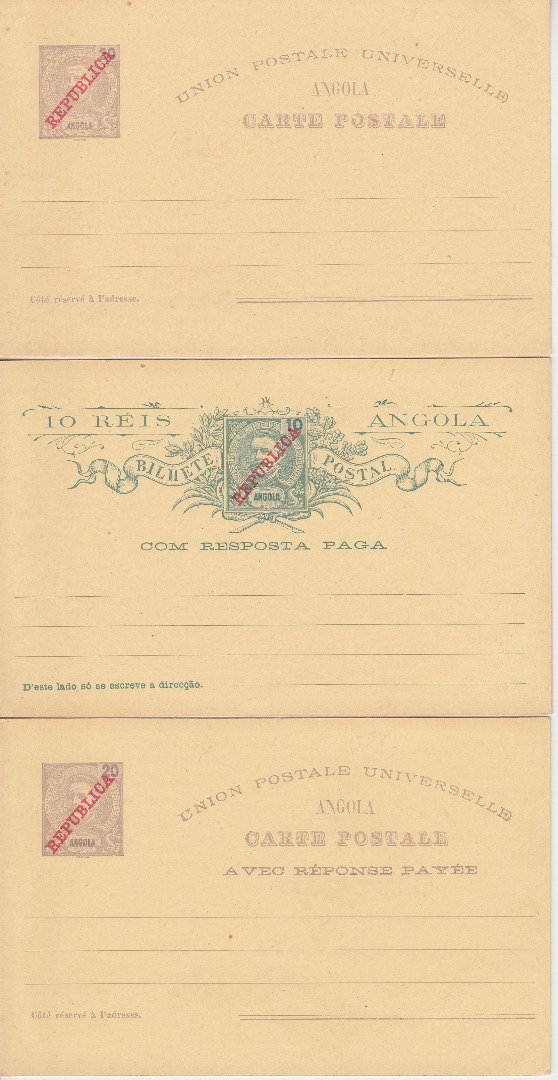 20
REPUBLICA
ANGOLA
UNION POSTALE UNIVERSELLE
ANGOLA
CARTE POSTALE
Côté réservé à l'adresse.
10 RÉIS
ANGOLA
10
REPUBLICA
ANGOLA
BILHETE POSTAL
COM RESPOSTA PAGA
D'este lado só se escreve a direcção.
20
REPUBLICA
ANGOLA
UNION POSTALE UNIVERSELLE
ANGOLA
CARTE POSTALE
AVEC RÉPONSE PAYÉE
Côté réservé à l'adresse.